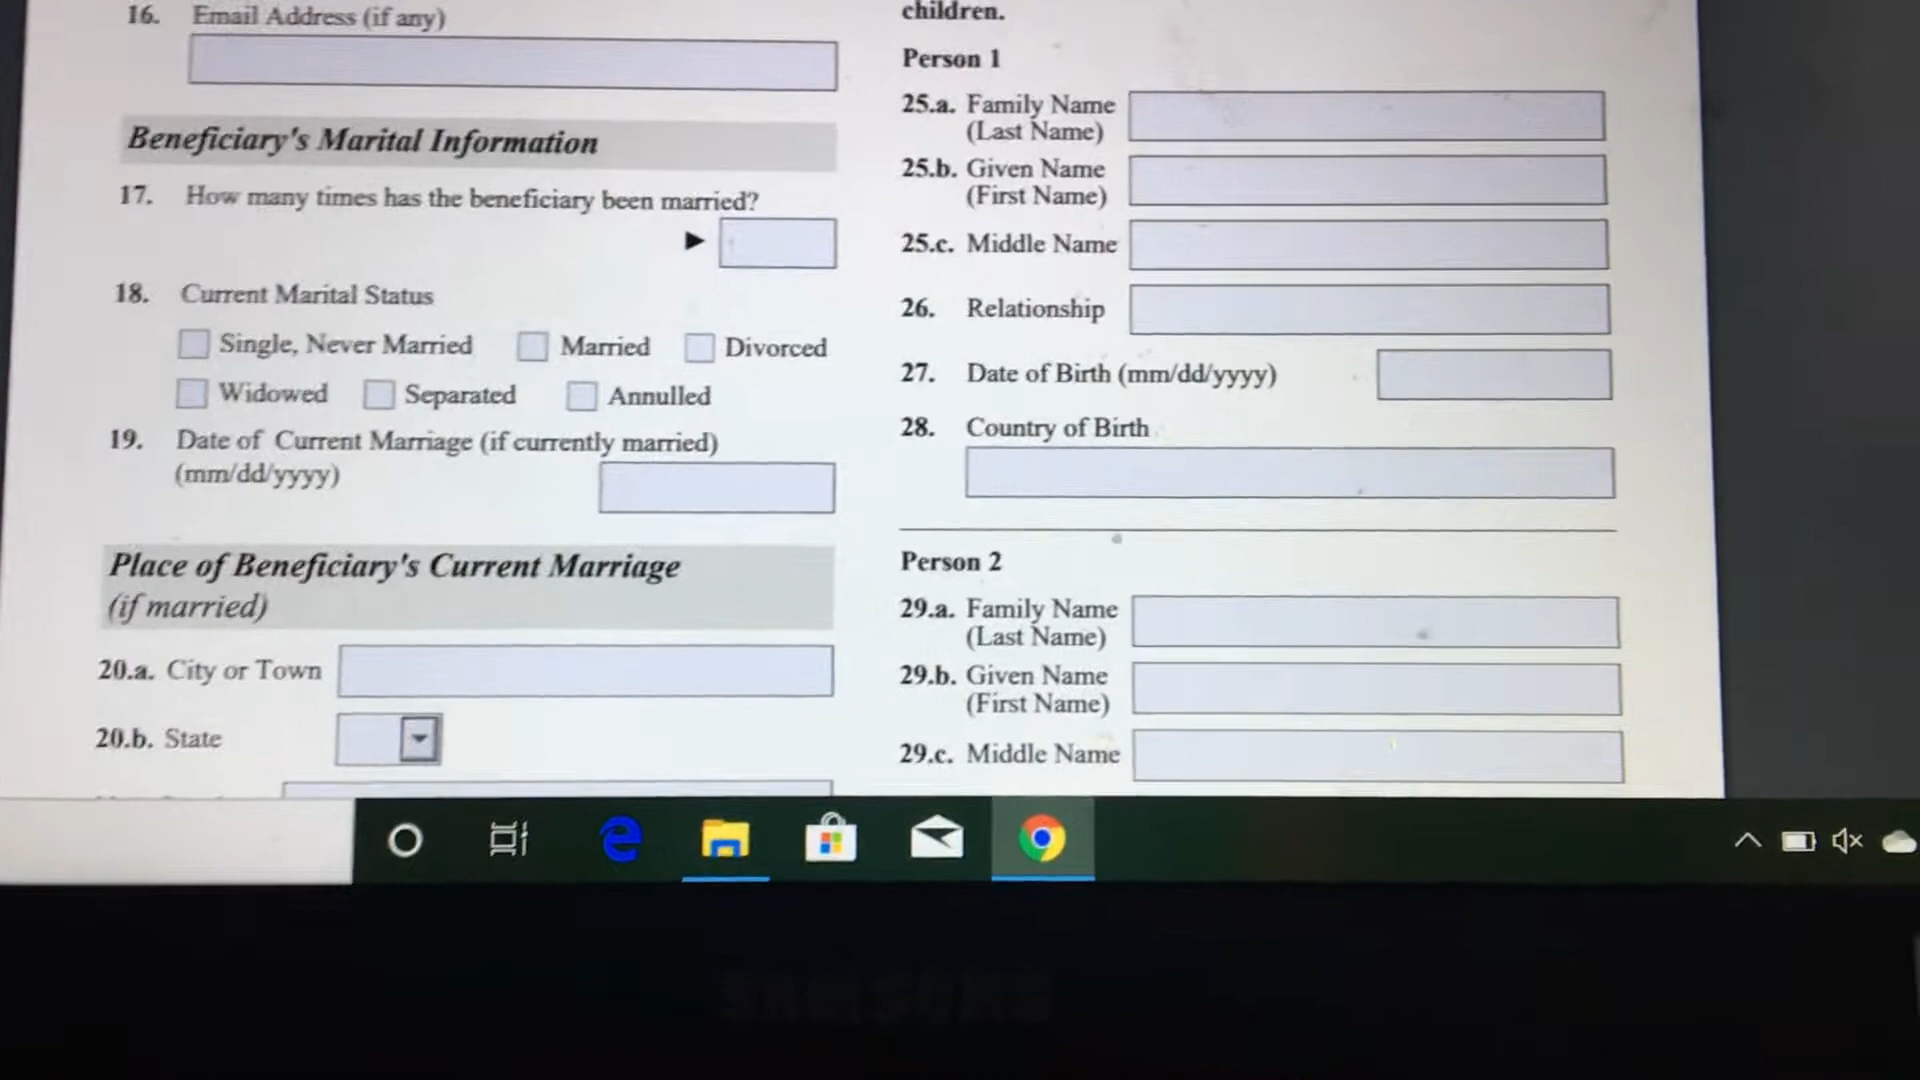 16. Email Address (if any)
Beneficiary's Marital Information
17. How many times has the beneficiary been married?
18. Current Marital Status
Single, Never Married Married Divorced
Widowed Separated Annulled
19. Date of Current Marriage (if currently married)
(mm/dd/yyyy)
Place of Beneficiary's Current Marriage
(if married)
20.a. City or Town
20.b. State
children.
Person 1
25.a. Family Name
(Last Name)
25.b. Given Name
(First Name)
25.c. Middle Name
26. Relationship
27. Date of Birth (mm/dd/yyyy)
28. Country of Birth
Person 2
29.a. Family Name
(Last Name)
29.b. Given Name
(First Name)
29.c. Middle Name